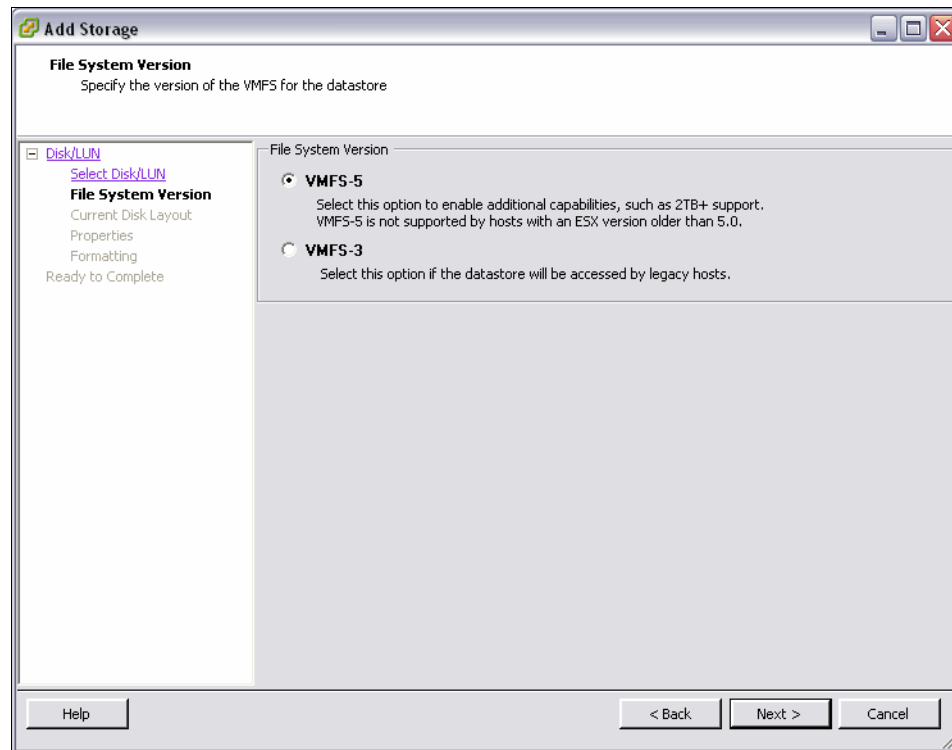 Add Storage
File System Version
Specify the version of the VMFS for the datastore
Disk/LUN
Select Disk/LUN
File System Version
Current Disk Layout
Properties
Formatting
Ready to Complete
File System Version
VMFS-5
Select this option to enable additional capabilities, such as 2TB+ support.
VMFS-5 is not supported by hosts with an ESX version older than 5.0.
VMFS-3
Select this option if the datastore will be accessed by legacy hosts.
Help
< Back
Next >
Cancel